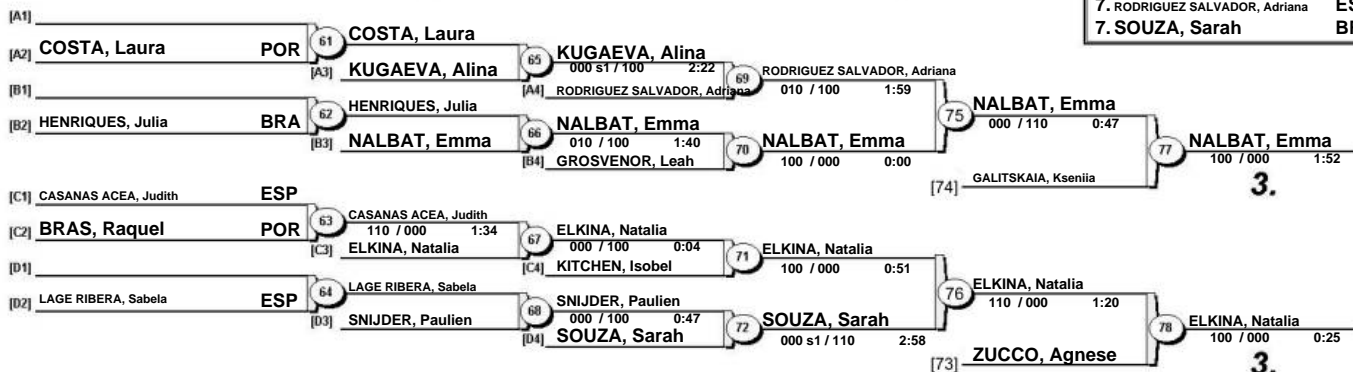 7. RODRIGUEZ SALVADOR, Adriana
7. SOUZA, Sarah
[A1]
[A2] COSTA, Laura POR
61
COSTA, Laura
[A3] KUGAEVA, Alina
65
KUGAEVA, Alina
000 s1 / 100 2:22
[A4] RODRIGUEZ SALVADOR, Adriana
69
RODRIGUEZ SALVADOR, Adriana
010 / 100 1:59
[B1]
[B2] HENRIQUES, Julia BRA
62
HENRIQUES, Julia
[B3] NALBAT, Emma
66
NALBAT, Emma
010 / 100 1:40
[B4] GROSVENOR, Leah
70
NALBAT, Emma
100 / 000 0:00
75
NALBAT, Emma
000 / 110 0:47
[74] GALITSKAIA, Kseniia
77
NALBAT, Emma
100 / 000 1:52
3.
[C1] CASANAS ACEA, Judith ESP
[C2] BRAS, Raquel POR
63
CASANAS ACEA, Judith
110 / 000 1:34
[C3] ELKINA, Natalia
67
ELKINA, Natalia
000 / 100 0:04
[C4] KITCHEN, Isobel
71
ELKINA, Natalia
100 / 000 0:51
[D1]
[D2] LAGE RIBERA, Sabela ESP
64
LAGE RIBERA, Sabela
[D3] SNIJDER, Paulien
68
SNIJDER, Paulien
000 / 100 0:47
[D4] SOUZA, Sarah
72
SOUZA, Sarah
000 s1 / 110 2:58
76
ELKINA, Natalia
110 / 000 1:20
[73] ZUCCO, Agnese
78
ELKINA, Natalia
100 / 000 0:25
3.